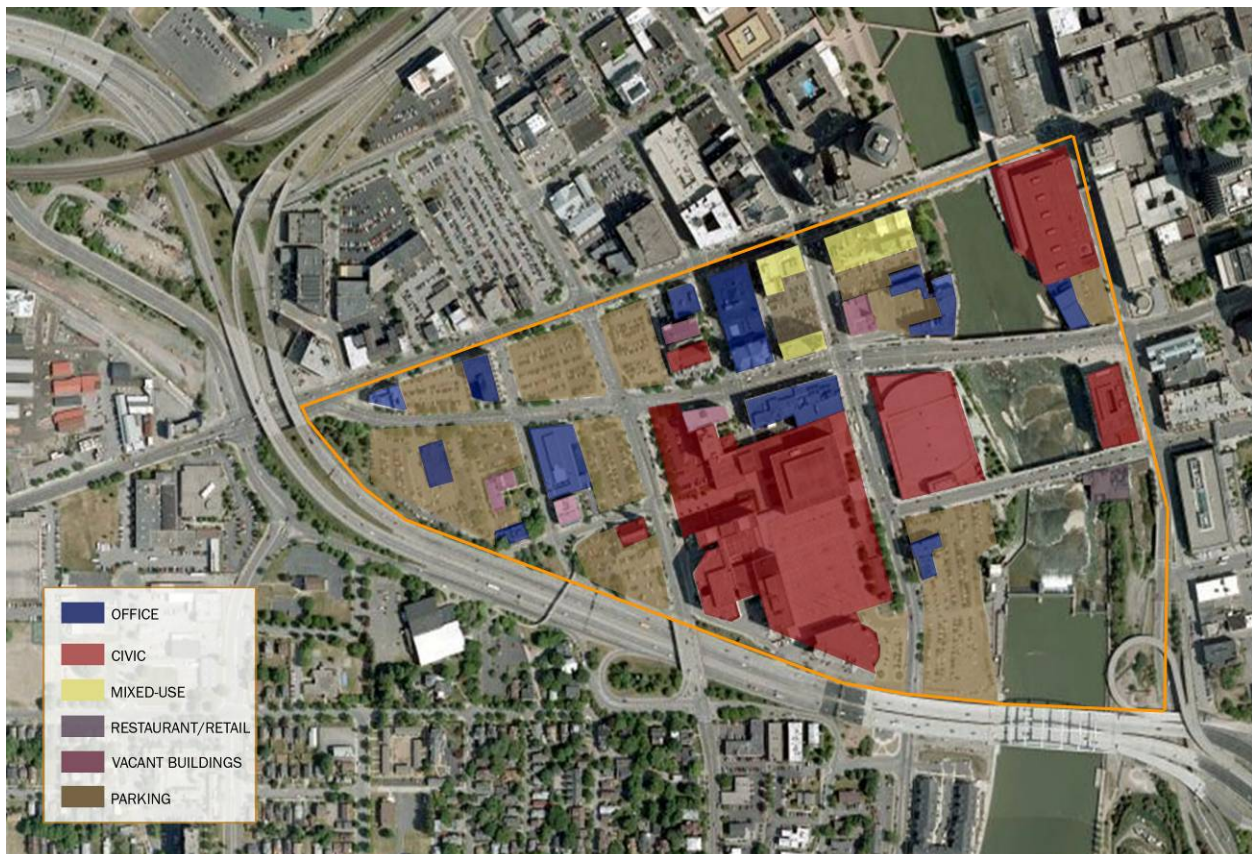 OFFICE
CIVIC
MIXED-USE
RESTAURANT/RETAIL
VACANT BUILDINGS
PARKING